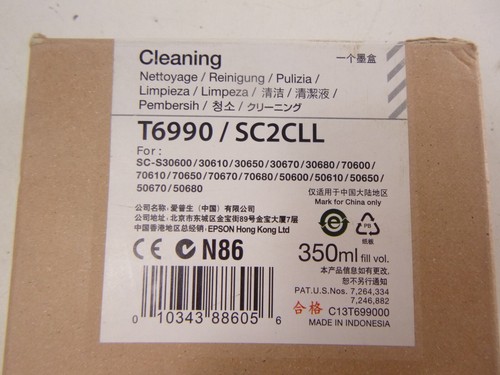 Cleaning
一个墨盒
Nettoyage / Reinigung / Pulizia /
Limpieza / Limpeza / 清洁 / 清潔液 /
Pembersih / 청소 / クリーニング
T6990 / SC2CLL
For :
SC-S30600 / 30610 / 30650 / 30670 / 30680 / 70600 /
70610 / 70650 / 70670 / 70680 / 50600 / 50610 / 50650 /
50670 / 50680
仅适用于中国大陆地区
Mark for China only
公司名称: 爱普生 (中国) 有限公司
公司地址: 北京市东城区金宝街89号金宝大厦7层
中国香港地区总经销: EPSON Hong Kong Ltd
e
PB
纸板
CE N86
350ml fill vol.
本产品信息如有更改,
恕不另行通知
PAT.U.S.Nos. 7,264,334
7,246,882
合格 C13T699000
MADE IN INDONESIA
0 10343 88605 6